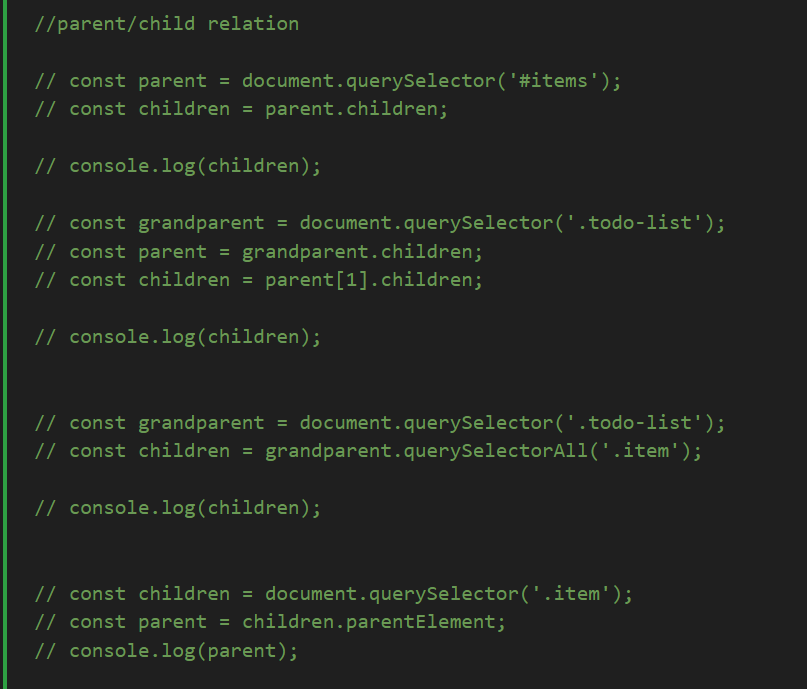 //parent/child relation
// const parent = document.querySelector('#items');
// const children = parent.children;
// console.log(children);
// const grandparent = document.querySelector('.todo-list');
// const parent = grandparent.children;
// const children = parent[1].children;
// console.log(children);
// const grandparent = document.querySelector('.todo-list');
// const children = grandparent.querySelectorAll('.item');
// console.log(children);
// const children = document.querySelector('.item');
// const parent = children.parentElement;
// console.log(parent);